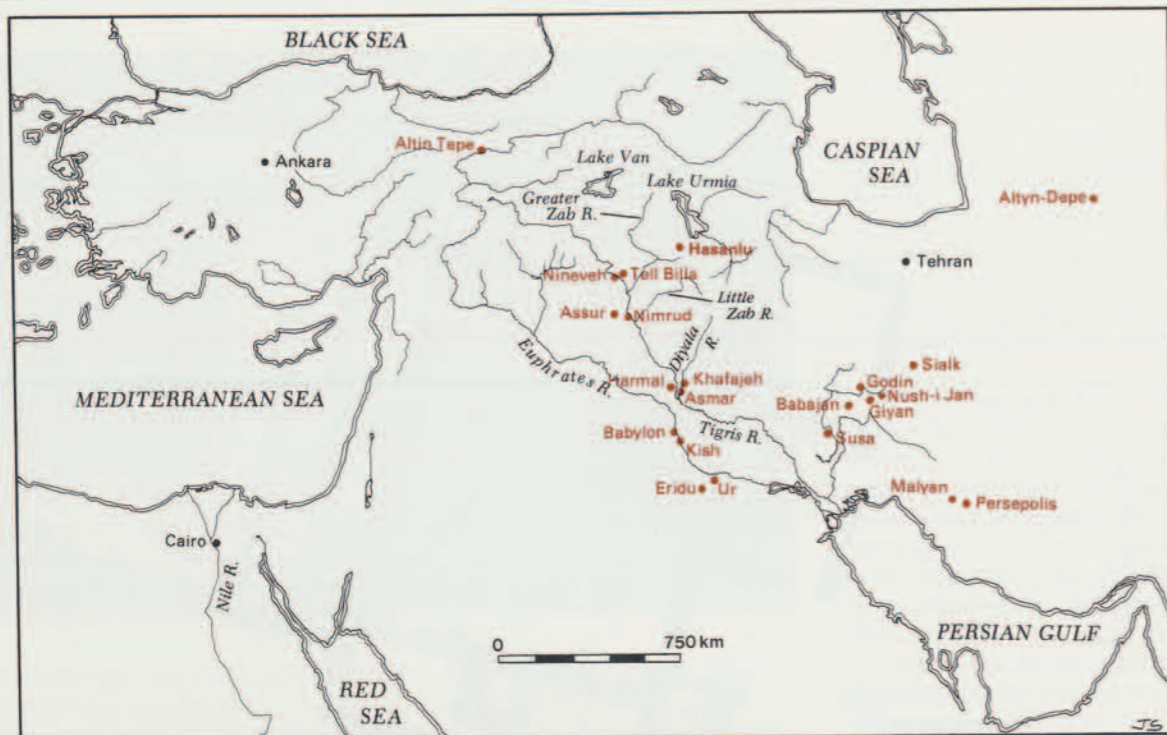 BLACK SEA
Altin Tepe
Ankara
Lake Van
CASPIAN
SEA
Lake Urmia
Greater
Zab R.
Altyn-Depe
Hasanlu
Tehran
Nineveh
Tell Billa
Little
Zab R.
Assur
Nimrud
Diyala
R.
Euphrates R.
Harmal
Khafajeh
Asmar
Sialk
Godin
Nush-i Jan
Babajan
Giyan
MEDITERRANEAN SEA
Babylon
Tigris R.
Susa
Kish
Eridu
Ur
Malyan
Persepolis
Cairo
Nile R.
0
750 km
PERSIAN GULF
RED
SEA
JS